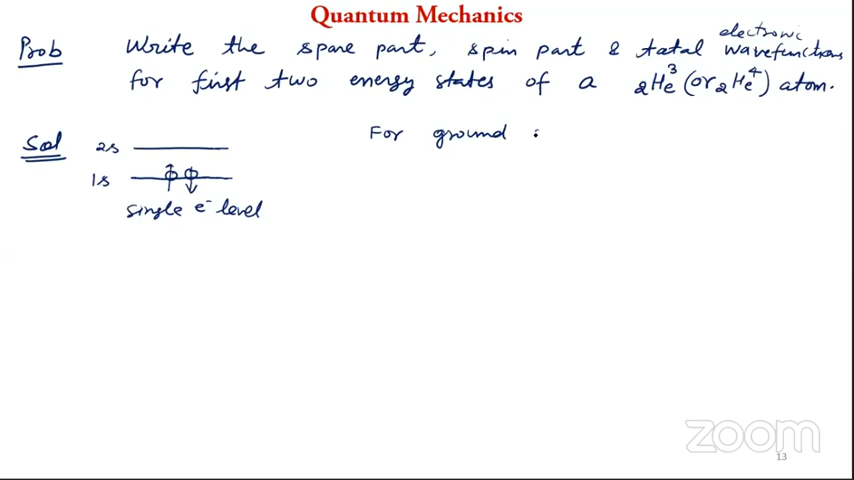 Quantum Mechanics
electronic
Prob Write the spare part, spin part & total wavefunctions
for first two energy states of a ₂He³ (or ₂He⁴) atom.
Sol 2s For ground
1s
single e⁻ level
zoom
13